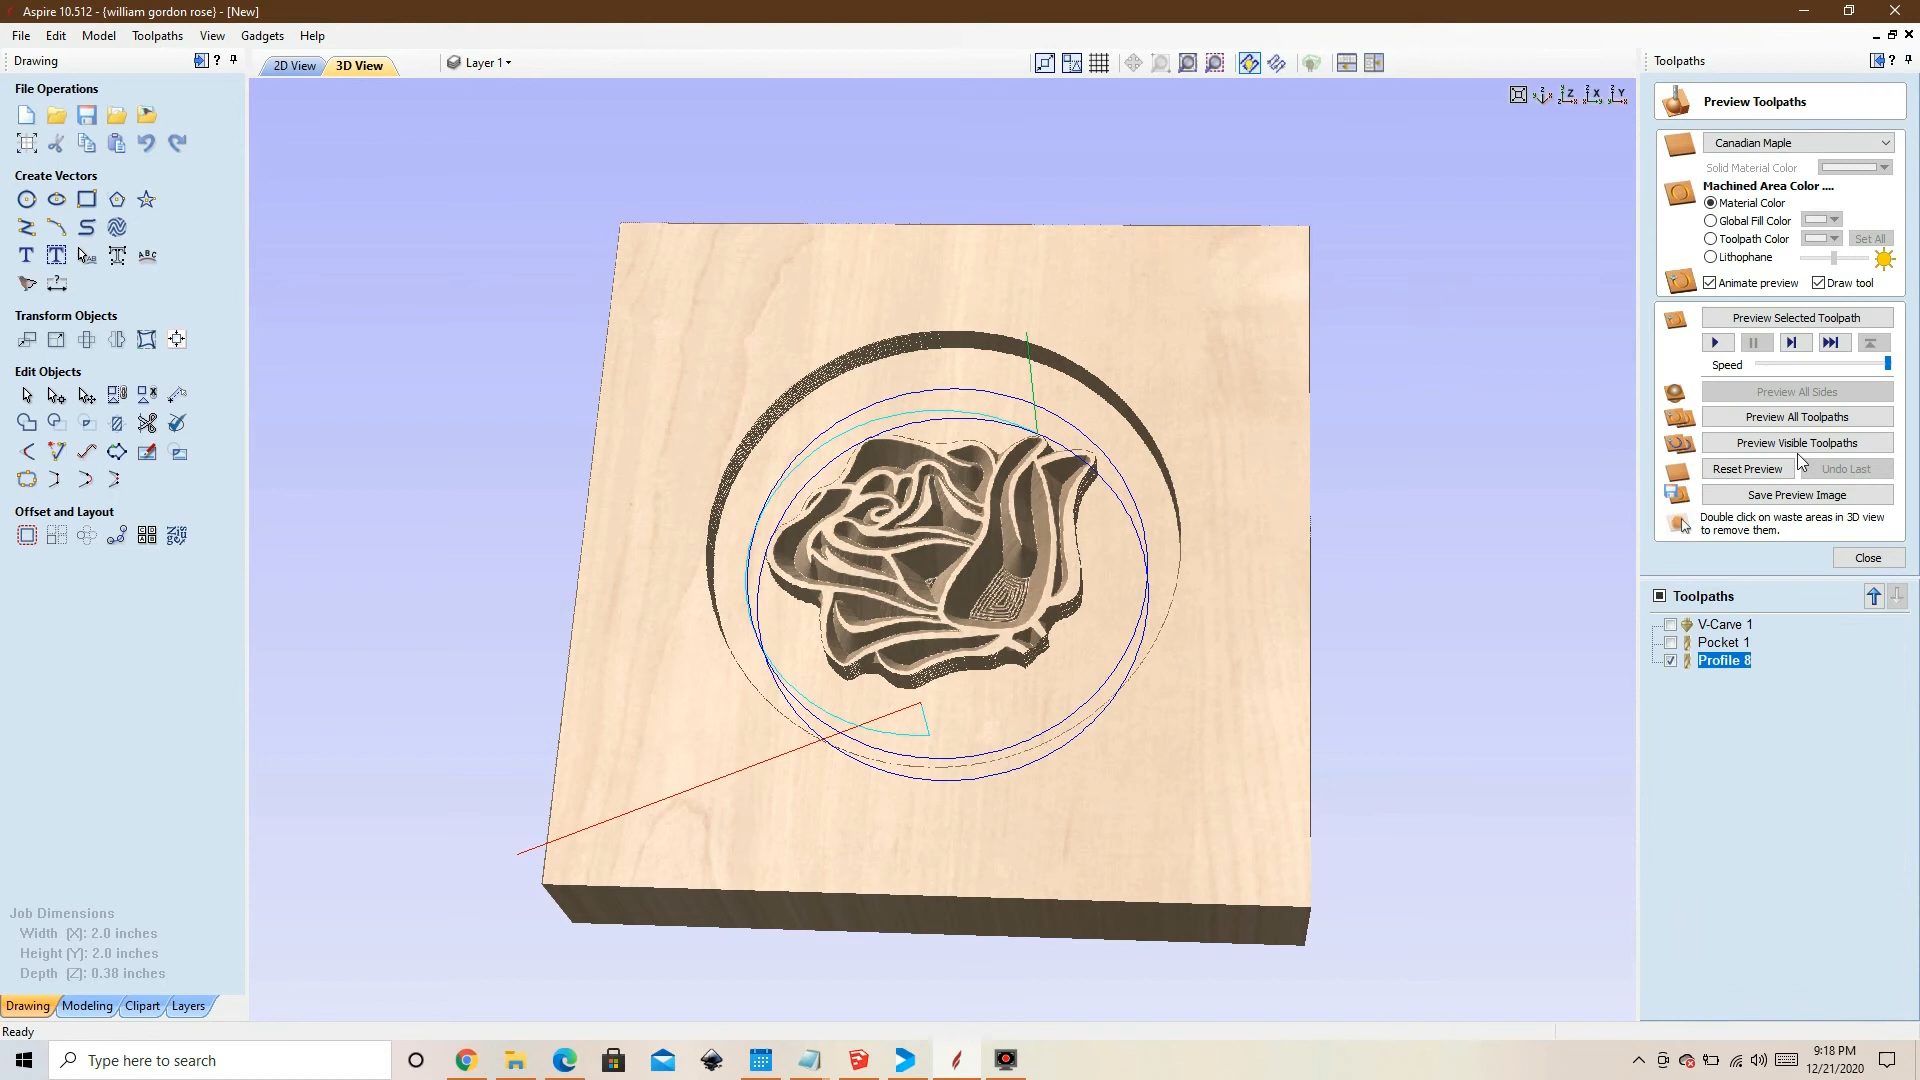 Aspire 10.512 - {william gordon rose} - [New]
File Edit Model Toolpaths View Gadgets Help
Drawing
?
2D View
3D View
Layer 1
Toolpaths
?
File Operations
Create Vectors
Transform Objects
Edit Objects
Offset and Layout
Job Dimensions
Width (X): 2.0 inches
Height (Y): 2.0 inches
Depth (Z): 0.38 inches
Drawing Modeling Clipart Layers
Ready
Preview Toolpaths
Canadian Maple
Solid Material Color
Machined Area Color ....
Material Color
Global Fill Color
Toolpath Color
Set All
Lithophane
Animate preview
Draw tool
Preview Selected Toolpath
Speed
Preview All Sides
Preview All Toolpaths
Preview Visible Toolpaths
Reset Preview
Undo Last
Save Preview Image
Double click on waste areas in 3D view
to remove them.
Close
Toolpaths
V-Carve 1
Pocket 1
Profile 8
Type here to search
9:18 PM
12/21/2020